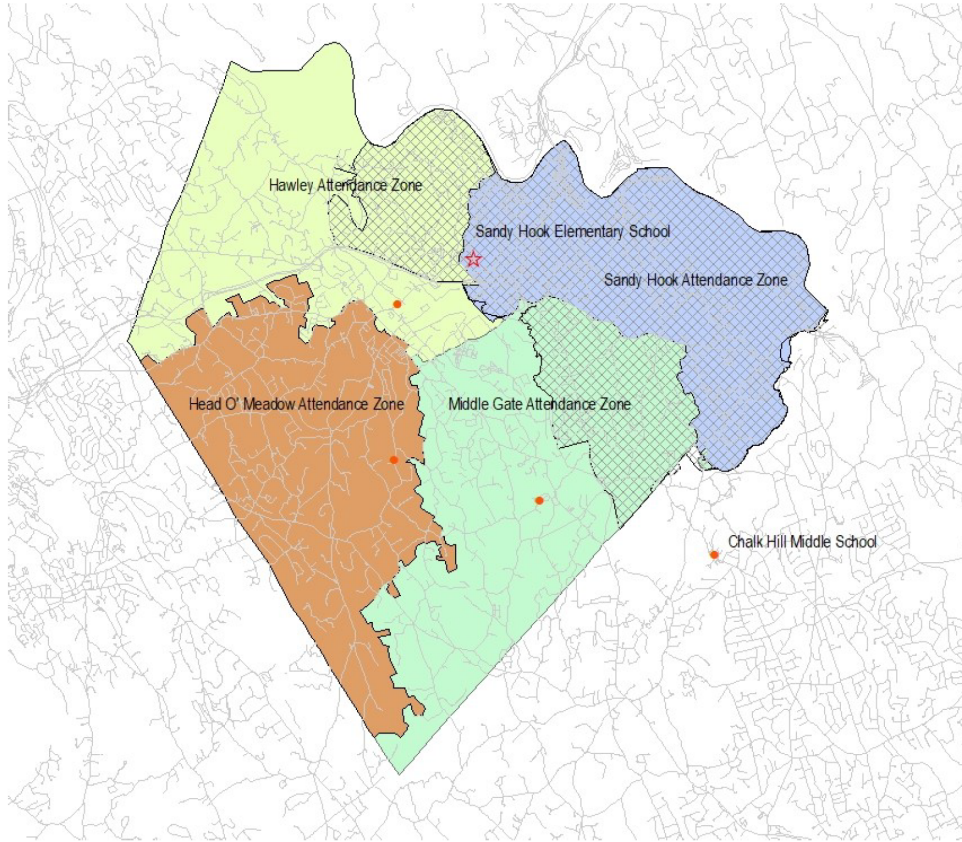 Hawley Attendance Zone
Sandy Hook Elementary School
Sandy Hook Attendance Zone
Head O' Meadow Attendance Zone
Middle Gate Attendance Zone
Chalk Hill Middle School